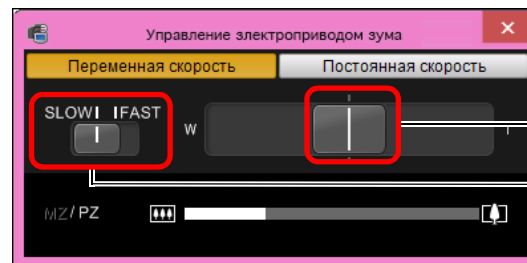 Управление электроприводом зума
Переменная скорость Постоянная скорость
SLOW FAST
W T
MZ/PZ